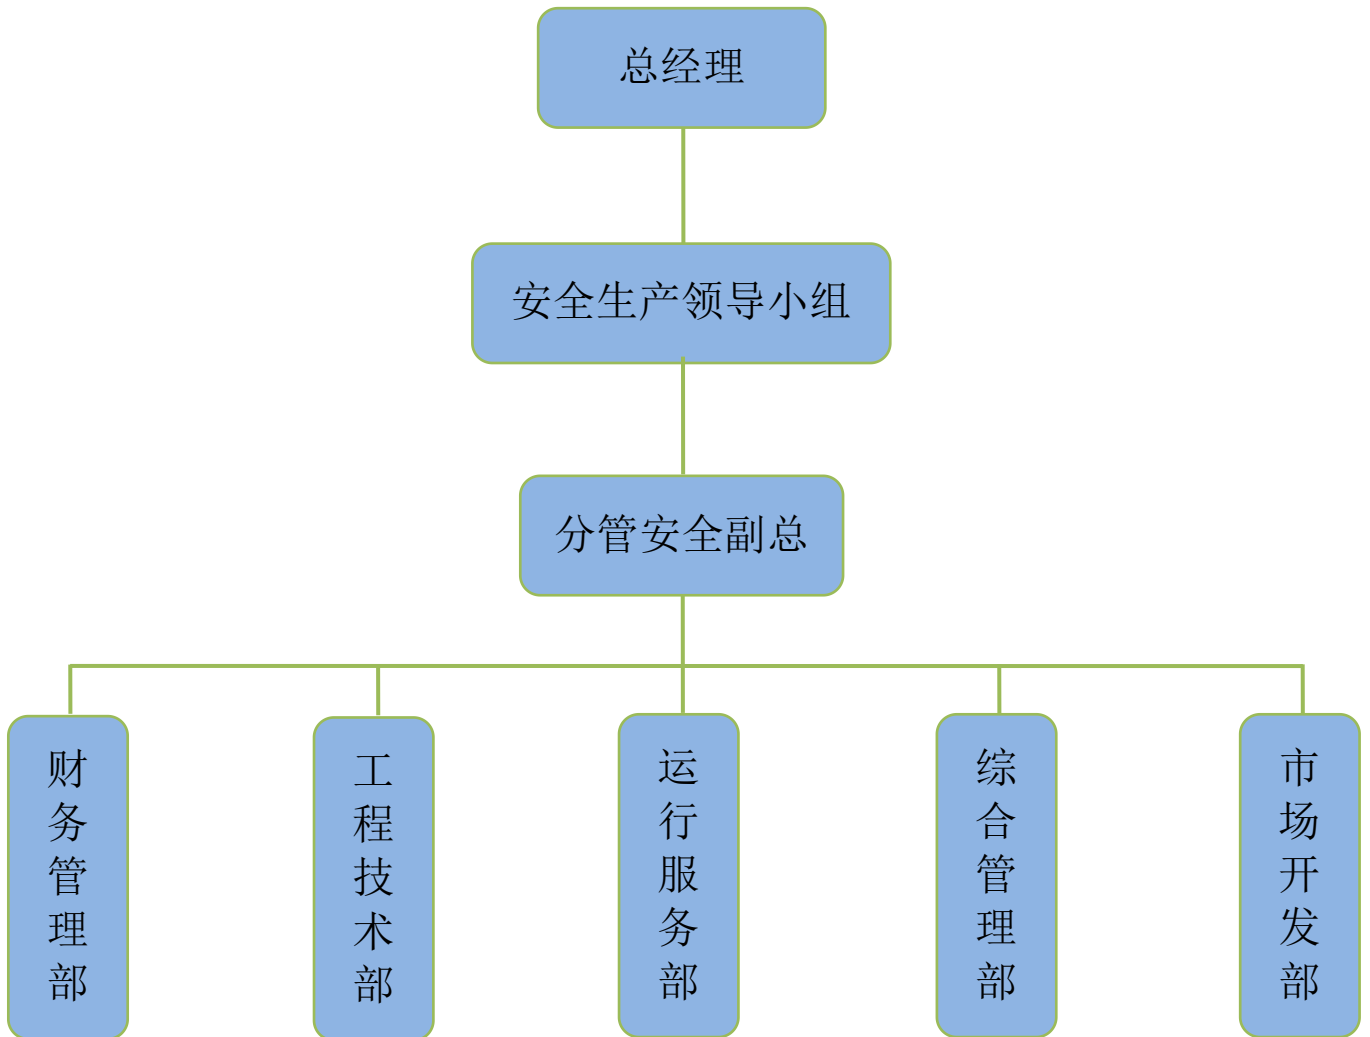 总经理
安全生产领导小组
分管安全副总
财务管理部
工程技术部
运行服务部
综合管理部
市场开发部